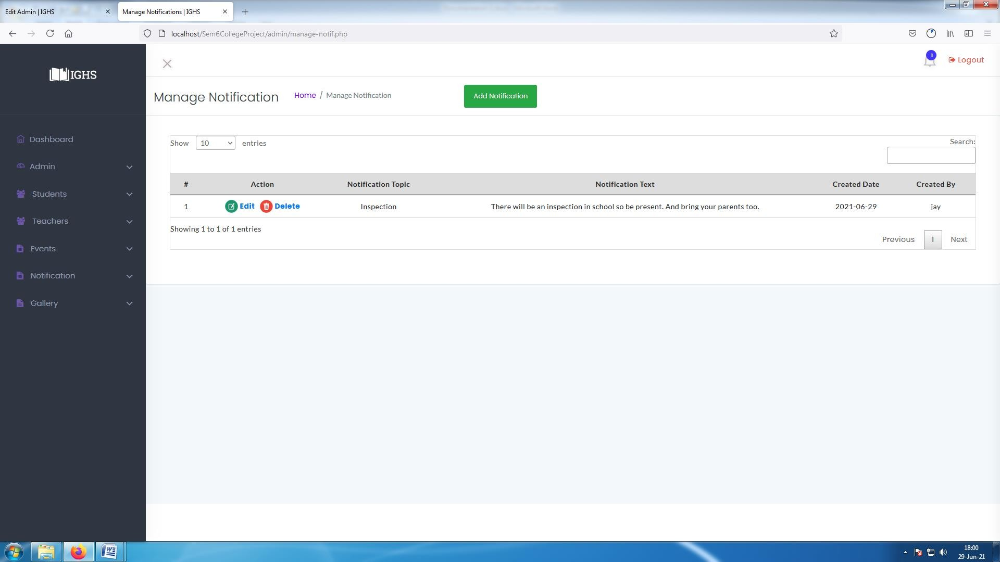 Edit Admin | IGHS
Manage Notifications | IGHS
localhost/Sem6CollegeProject/admin/manage-notif.php
IGHS
1
Logout
Manage Notification
Home / Manage Notification
Add Notification
Dashboard
Admin
Students
Teachers
Events
Notification
Gallery
Show 10 entries
Search:
# Action Notification Topic Notification Text Created Date Created By
1 Edit Delete Inspection There will be an inspection in school so be present. And bring your parents too. 2021-06-29 jay
Showing 1 to 1 of 1 entries
Previous 1 Next
18:00
29-Jun-21